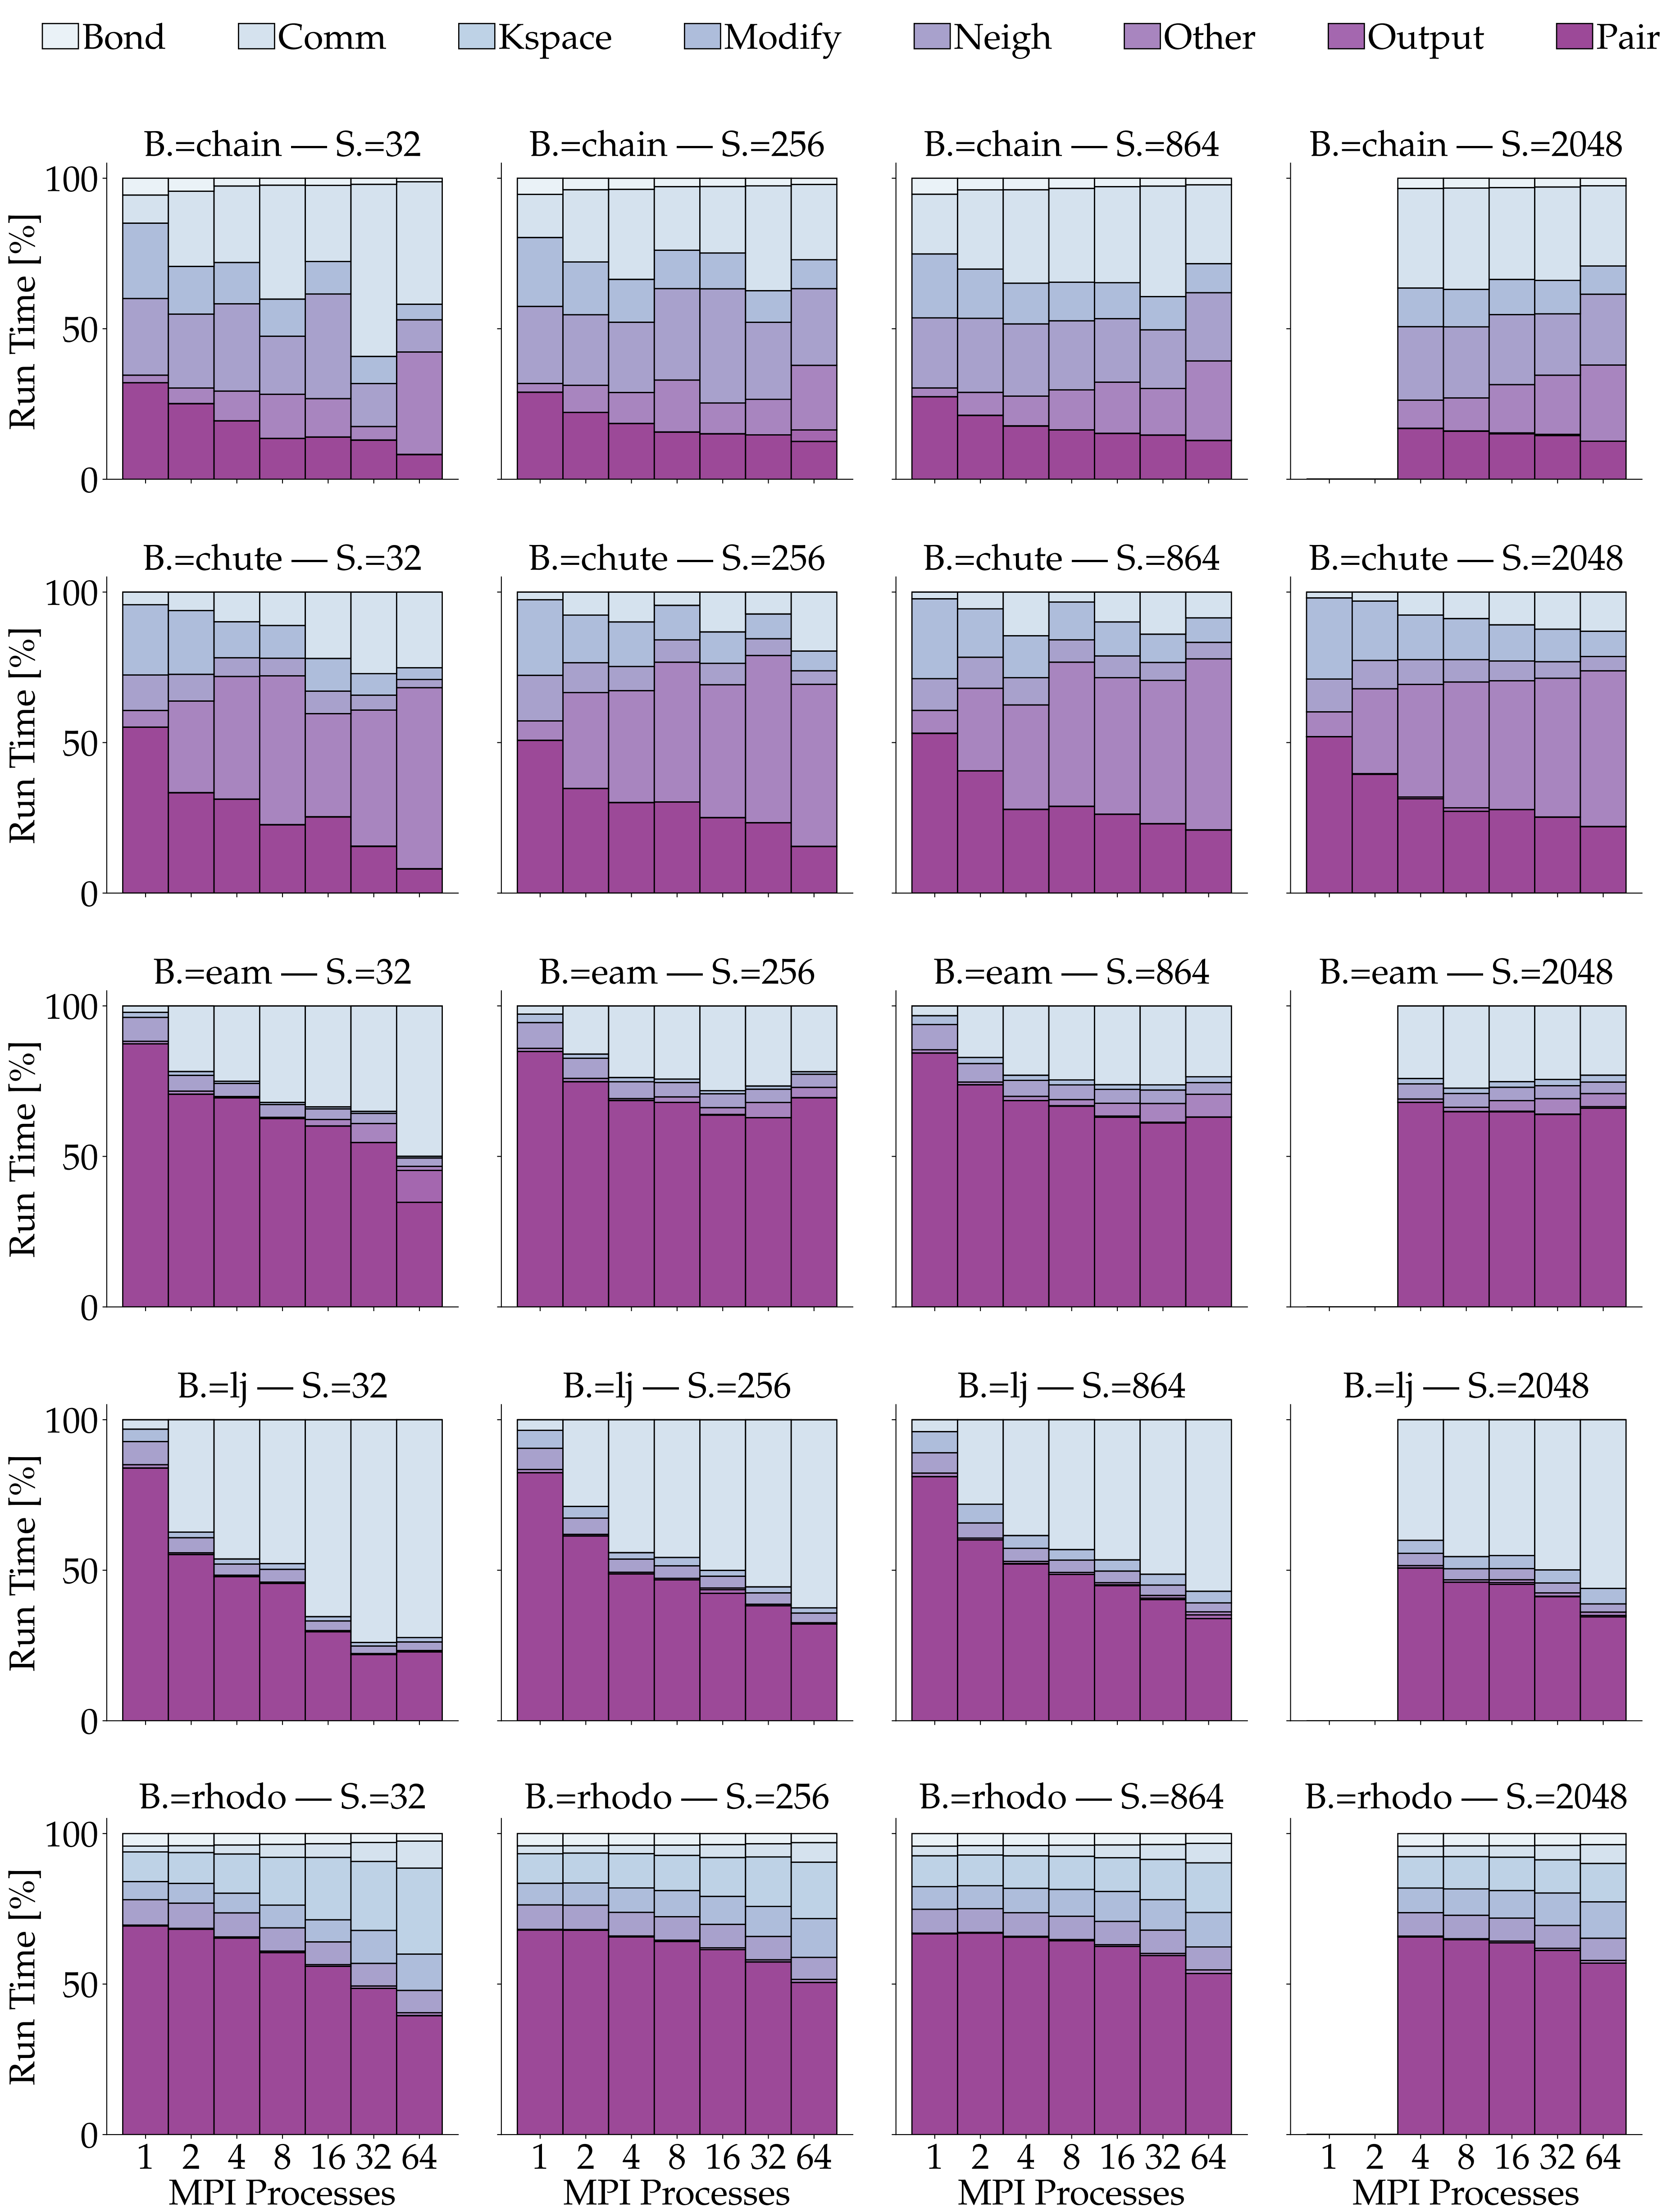 Bond Comm Kspace Modify Neigh Other Output Pair
B.=chain — S.=32 B.=chain — S.=256 B.=chain — S.=864 B.=chain — S.=2048
100
50
0
Run Time [%]
B.=chute — S.=32 B.=chute — S.=256 B.=chute — S.=864 B.=chute — S.=2048
100
50
0
Run Time [%]
B.=eam — S.=32 B.=eam — S.=256 B.=eam — S.=864 B.=eam — S.=2048
100
50
0
Run Time [%]
B.=lj — S.=32 B.=lj — S.=256 B.=lj — S.=864 B.=lj — S.=2048
100
50
0
Run Time [%]
B.=rhodo — S.=32 B.=rhodo — S.=256 B.=rhodo — S.=864 B.=rhodo — S.=2048
100
50
0
Run Time [%]
1 2 4 8 16 32 64 1 2 4 8 16 32 64 1 2 4 8 16 32 64 1 2 4 8 16 32 64
MPI Processes MPI Processes MPI Processes MPI Processes